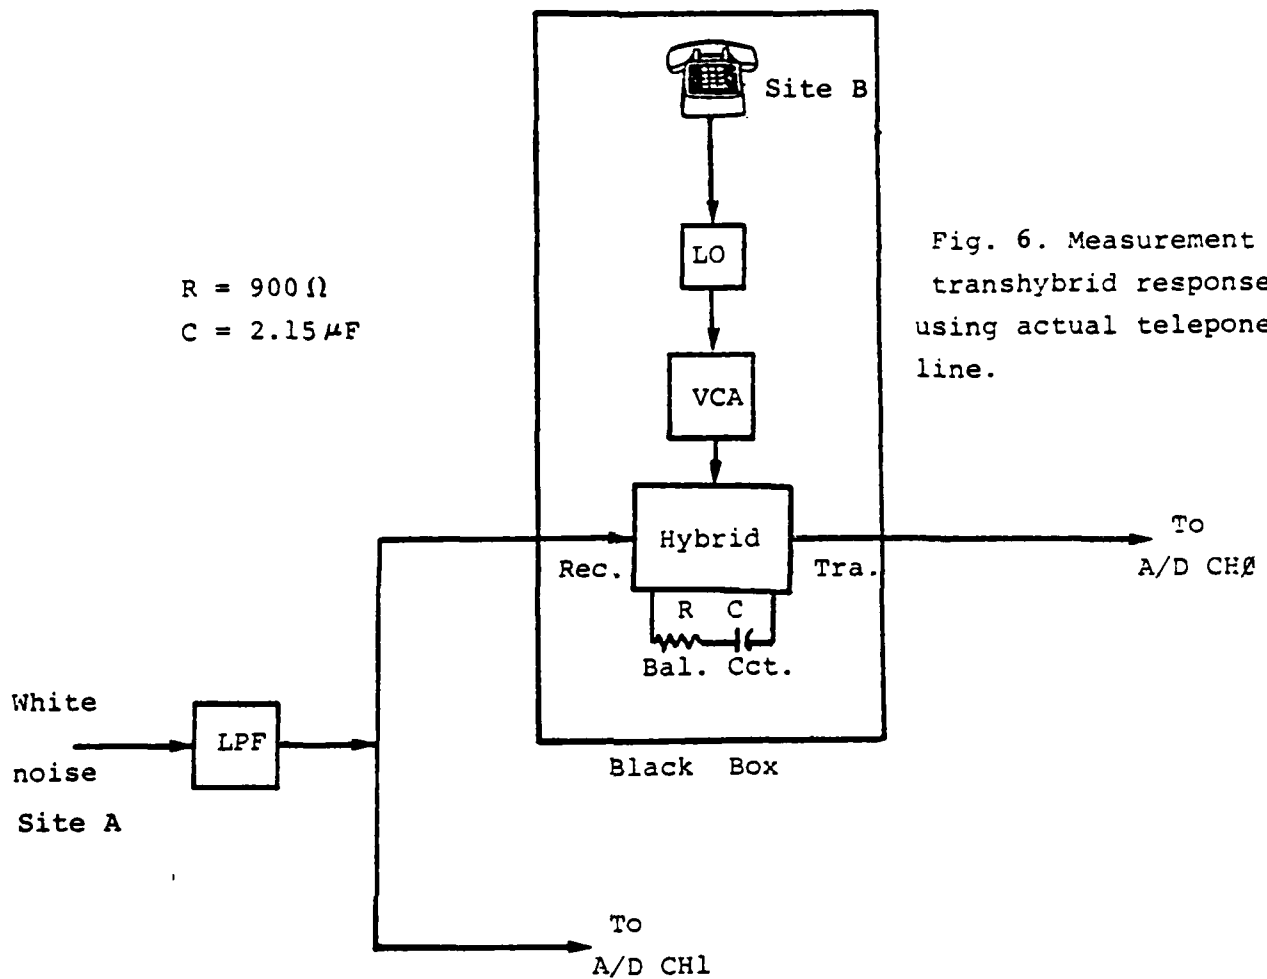 Site B
LO
R = 900Ω
C = 2.15µF
Fig. 6. Measurement
transhybrid response
using actual telepone
line.
VCA
Hybrid
Rec.
Tra.
To
A/D CHØ
R C
Bal. Cct.
White
noise
Site A
LPF
Black Box
To
A/D CH1